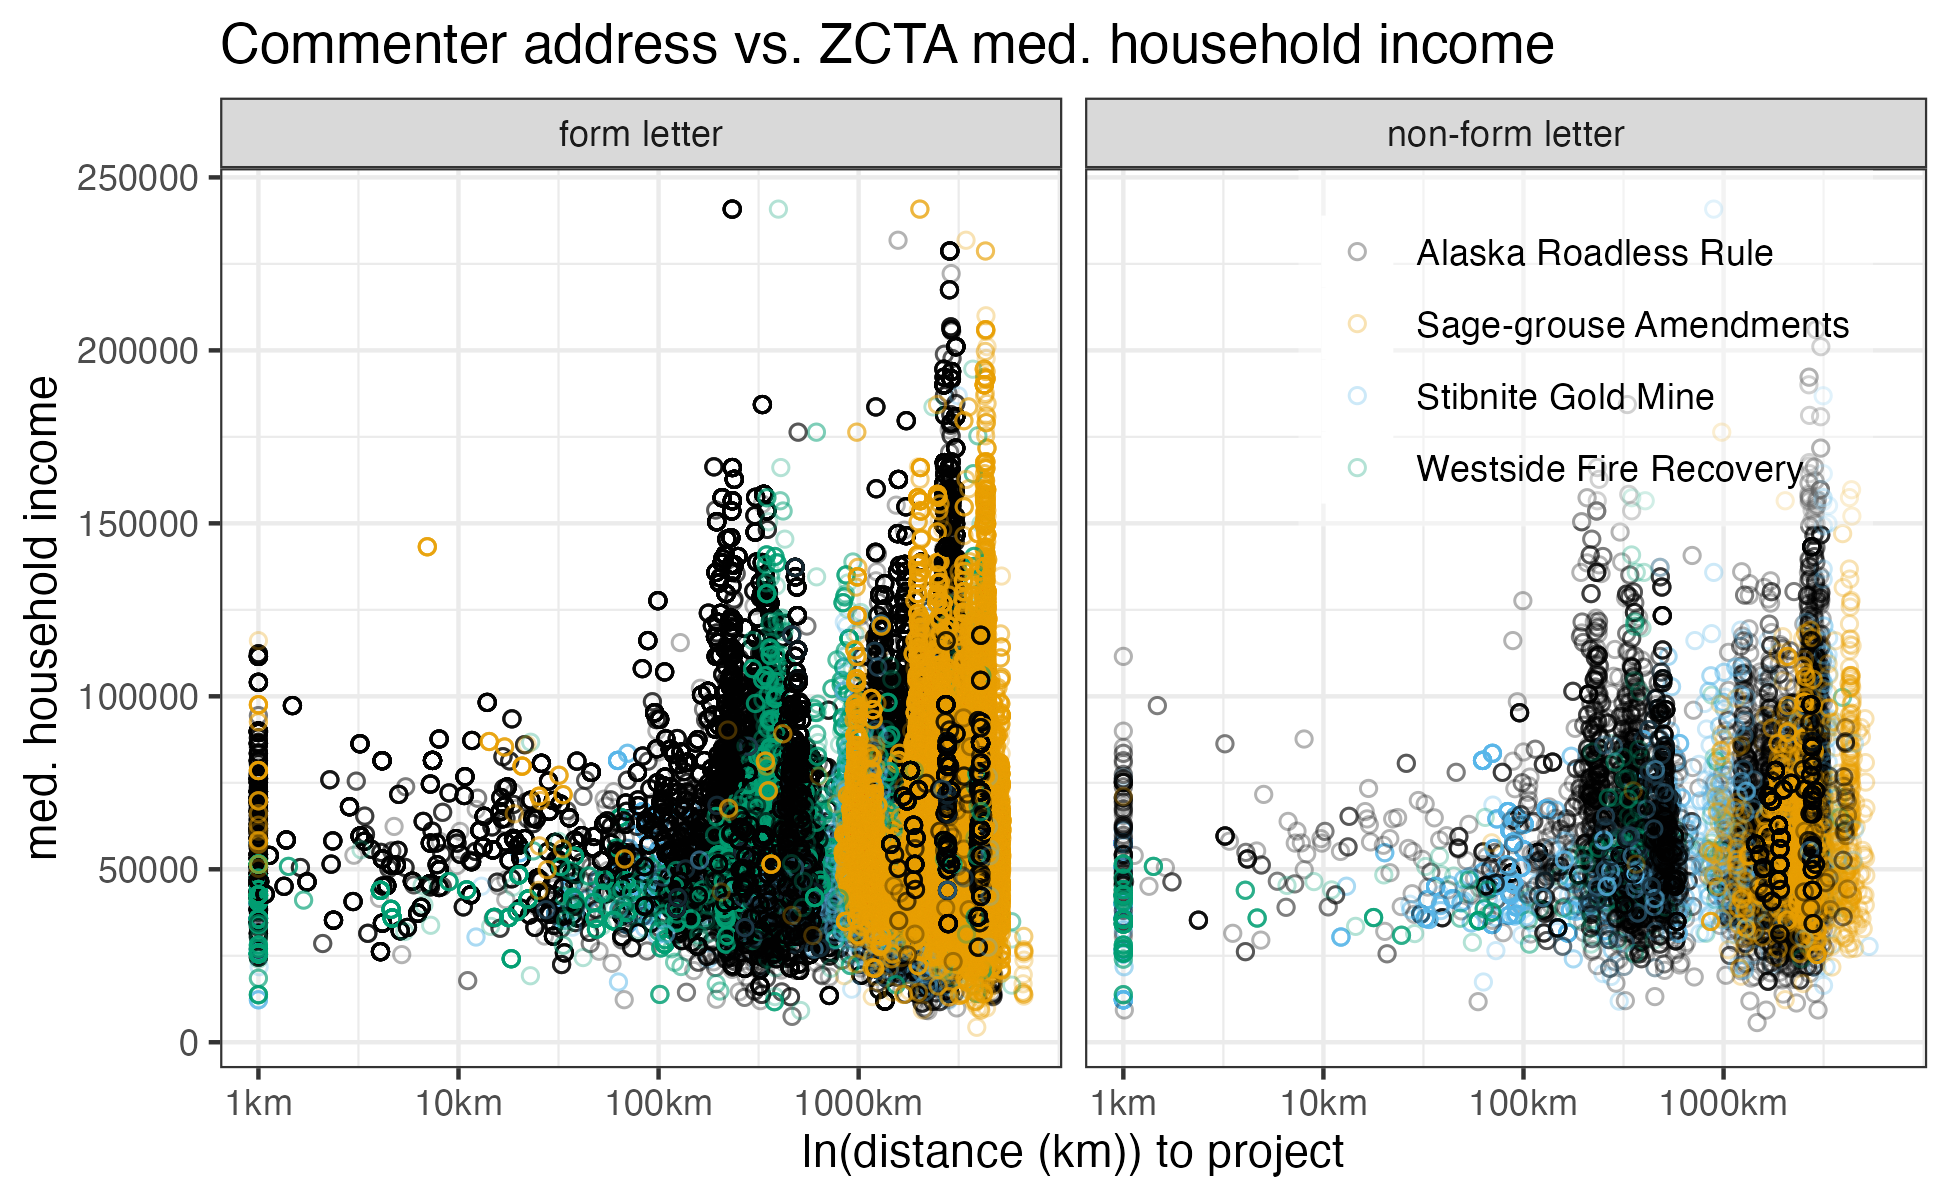 Commenter address vs. ZCTA med. household income
form letter
non-form letter
med. household income
250000
200000
150000
100000
50000
0
Alaska Roadless Rule
Sage-grouse Amendments
Stibnite Gold Mine
Westside Fire Recovery
1km
10km
100km
1000km
1km
10km
100km
1000km
ln(distance (km)) to project